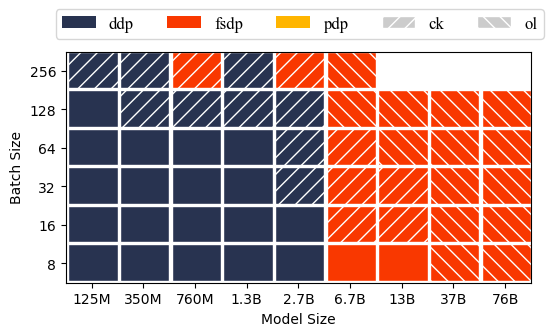 ddp fsdp pdp ck ol
256
128
64
32
16
8
Batch Size
125M 350M 760M 1.3B 2.7B 6.7B 13B 37B 76B
Model Size